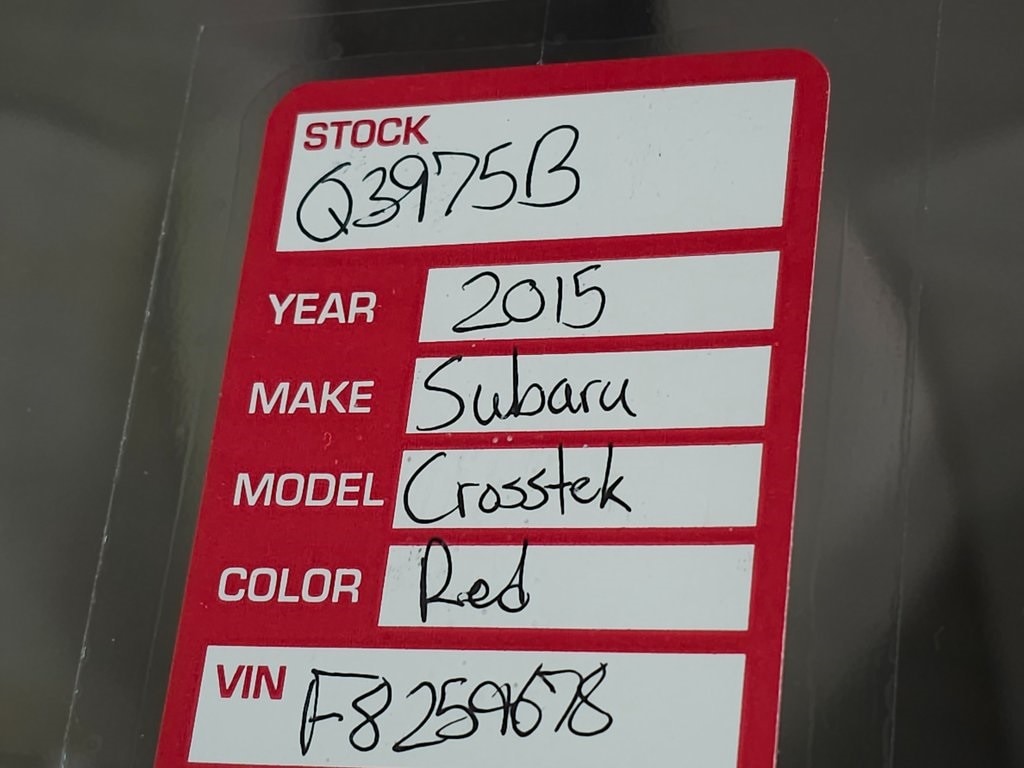 STOCK
Q3975B
YEAR 2015
MAKE Subaru
MODEL Crosstek
COLOR Red
VIN F8259678